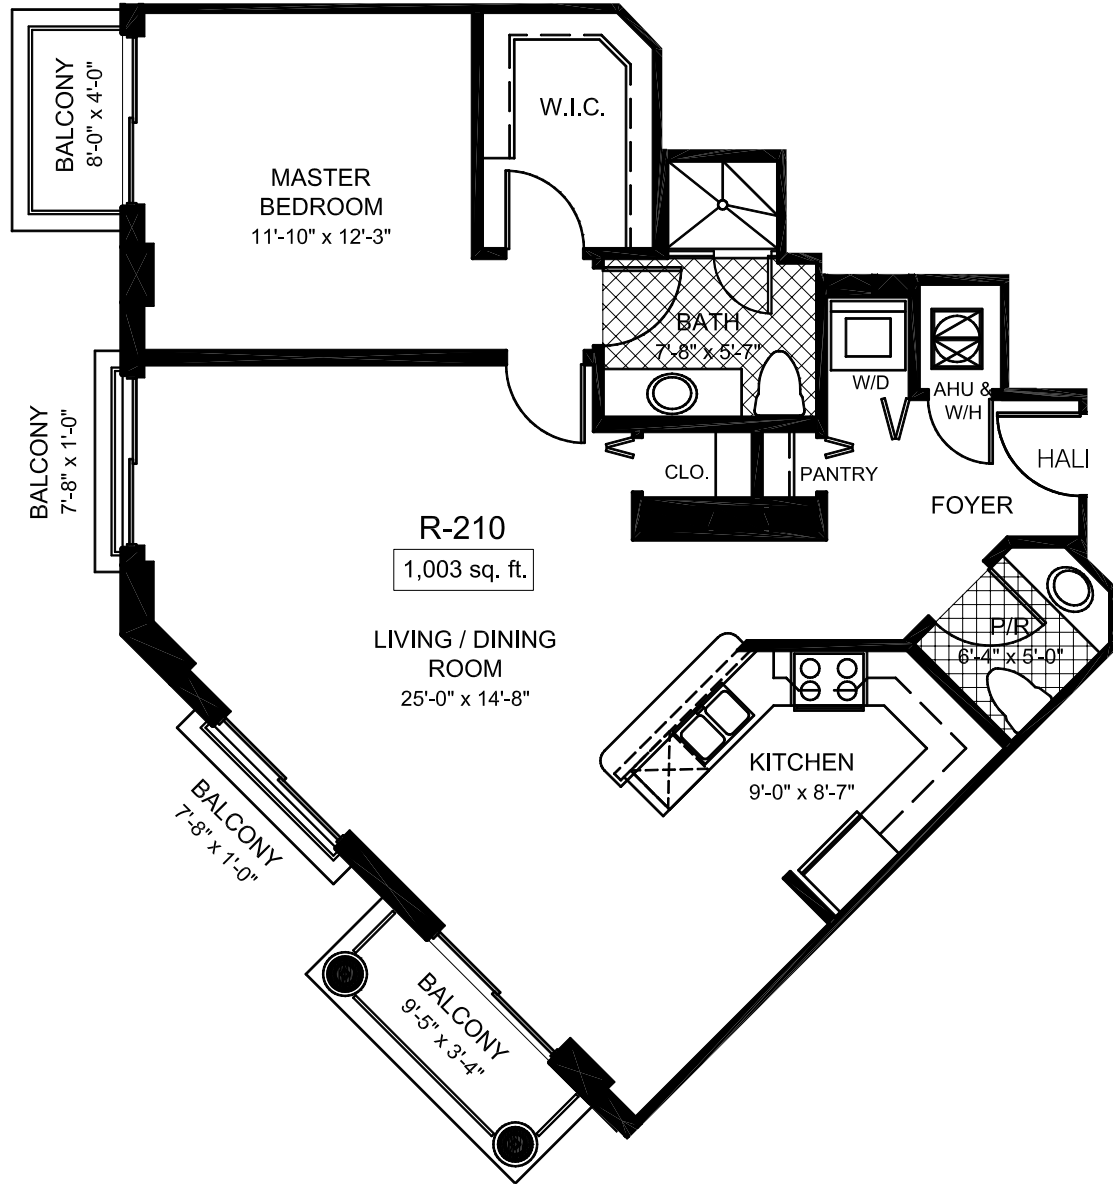 BALCONY
8'-0" x 4'-0"
W.I.C.
MASTER
BEDROOM
11'-10" x 12'-3"
BATH
7'-8" x 5'-7"
W/D
AHU &
W/H
BALCONY
7'-8" x 1'-0"
CLO.
PANTRY
HALL
FOYER
R-210
1,003 sq. ft.
P/R
6'-4" x 5'-0"
LIVING / DINING
ROOM
25'-0" x 14'-8"
KITCHEN
9'-0" x 8'-7"
BALCONY
7'-8" x 1'-0"
BALCONY
9'-5" x 3'-4"